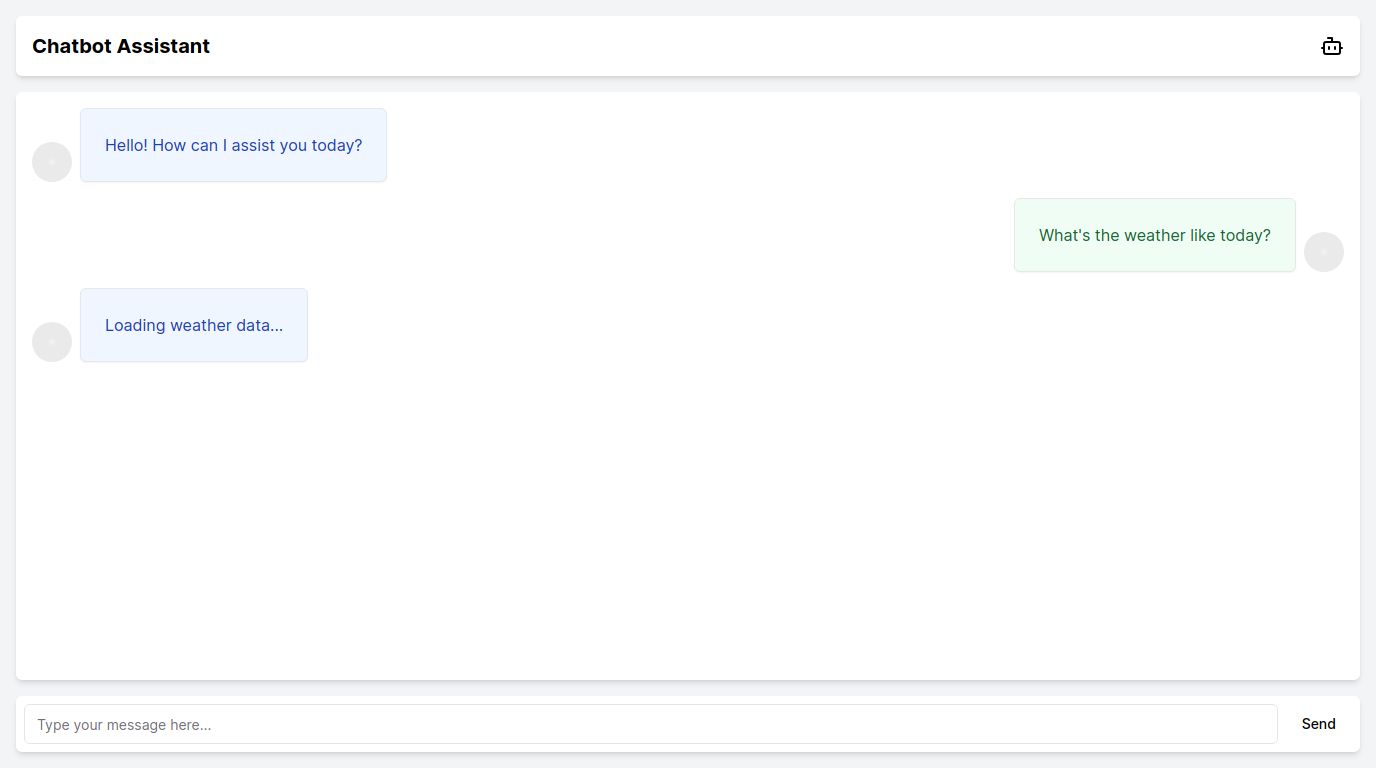 Chatbot Assistant
Hello! How can I assist you today?
What's the weather like today?
Loading weather data...
Type your message here...
Send